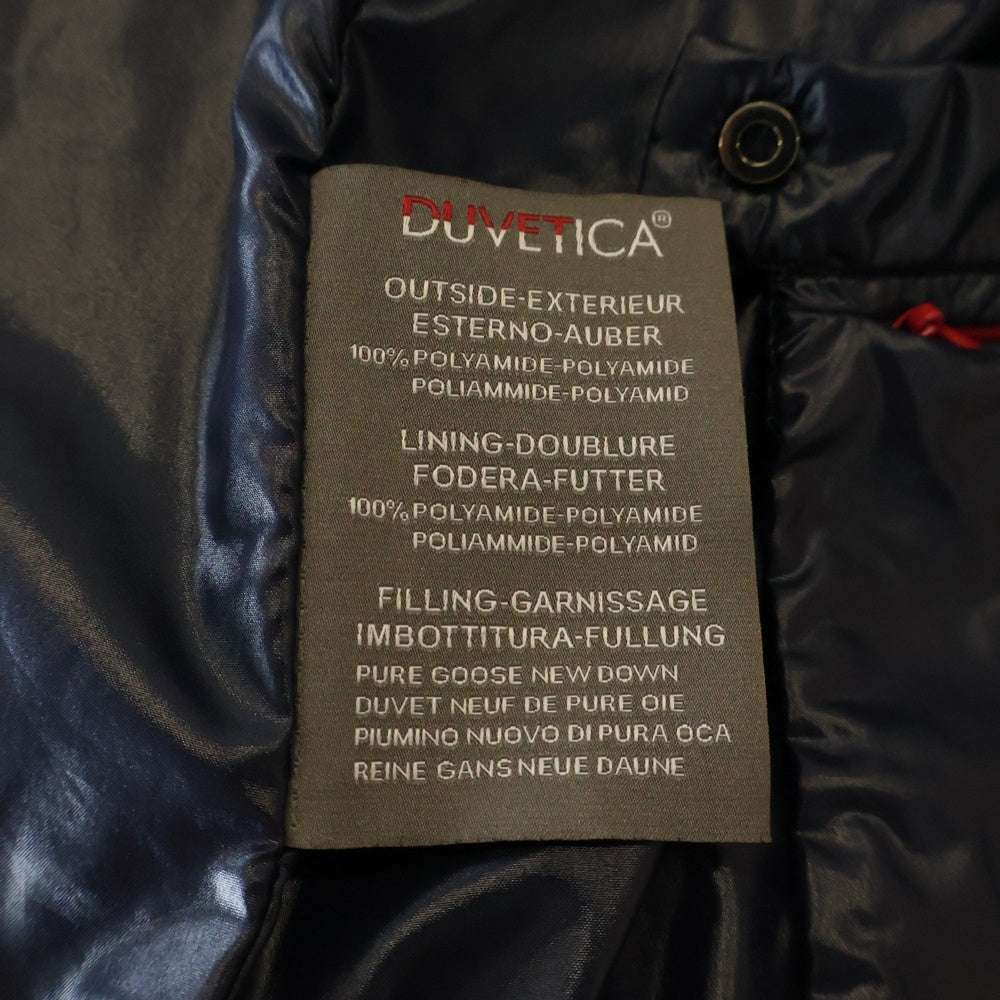 DUVETICA®
OUTSIDE-EXTERIEUR
ESTERNO-AUBER
100% POLYAMIDE-POLYAMIDE
POLIAMMIDE-POLYAMID
LINING-DOUBLURE
FODERA-FUTTER
100% POLYAMIDE-POLYAMIDE
POLIAMMIDE-POLYAMID
FILLING-GARNISSAGE
IMBOTTITURA-FULLUNG
PURE GOOSE NEW DOWN
DUVET NEUF DE PURE OIE
PIUMINO NUOVO DI PURA OCA
REINE GANS NEUE DAUNE